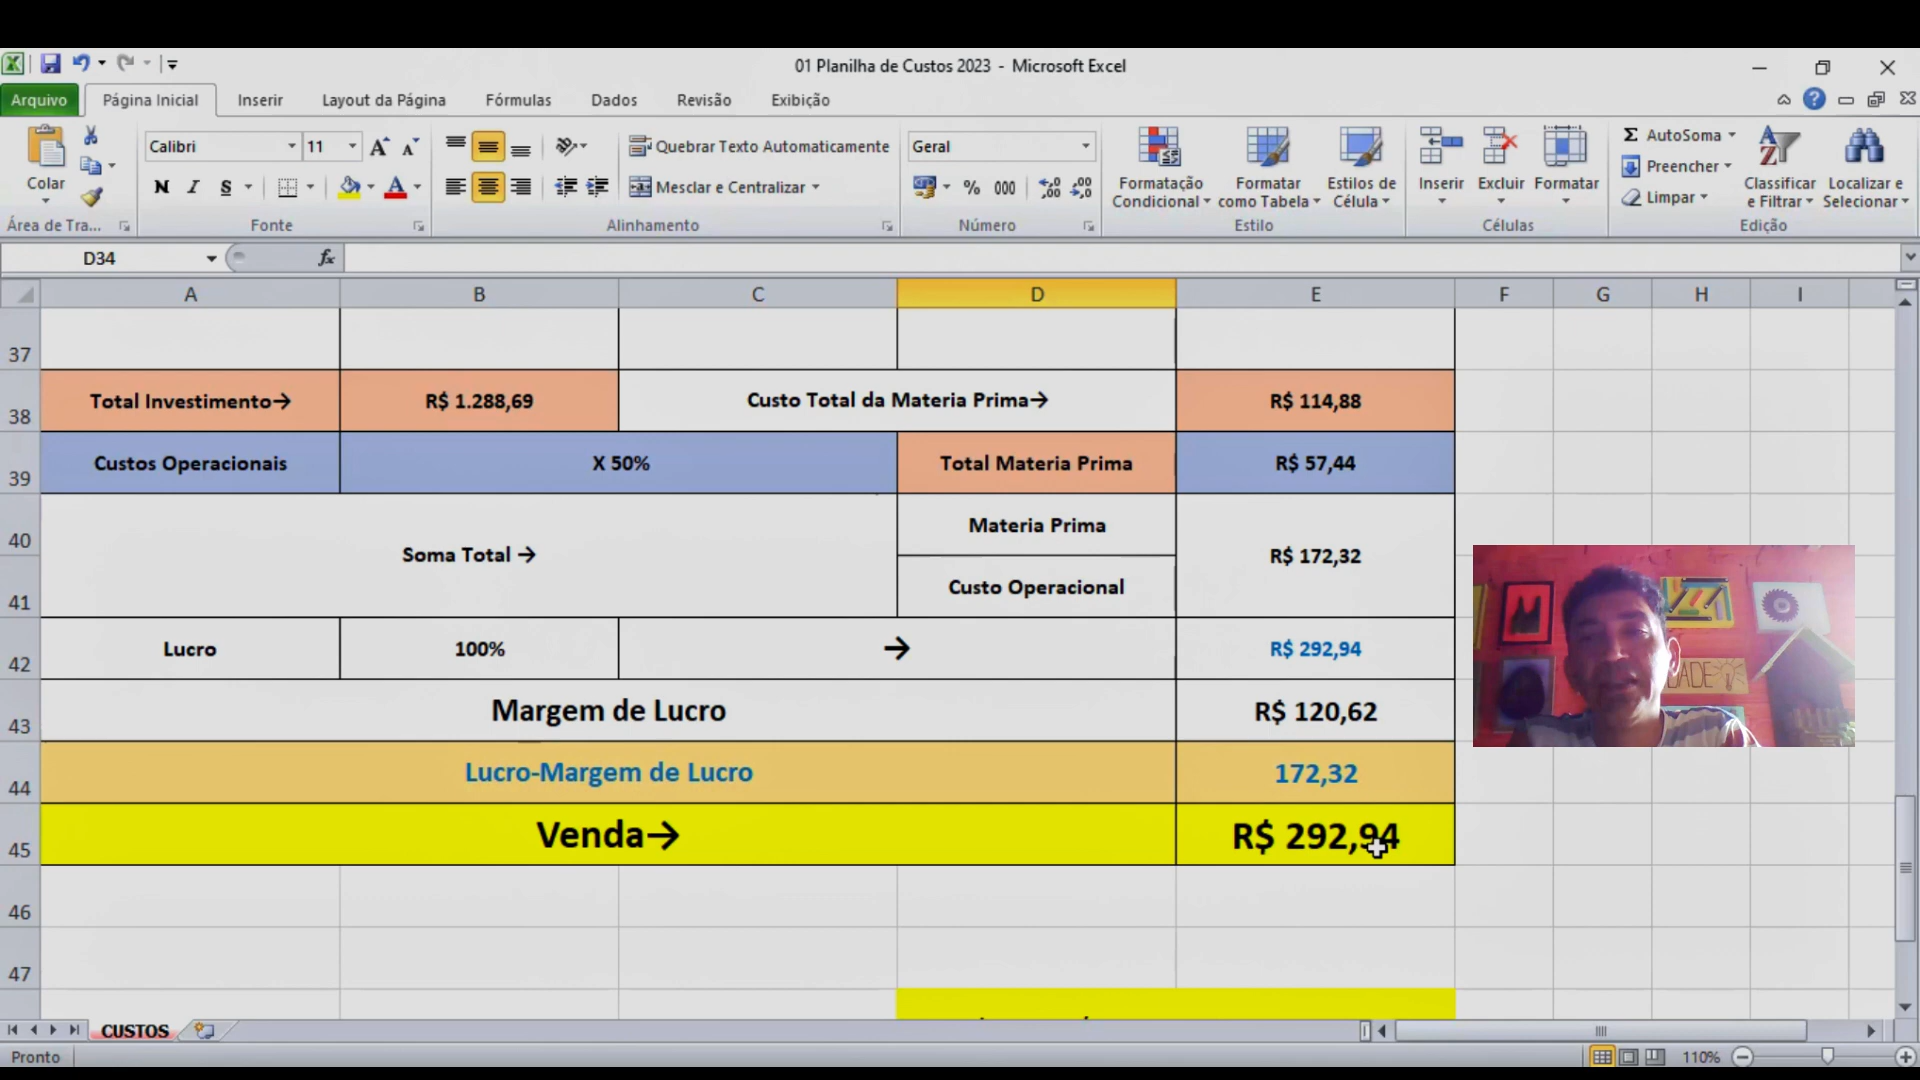 01 Planilha de Custos 2023 - Microsoft Excel
Arquivo Página Inicial Inserir Layout da Página Fórmulas Dados Revisão Exibição
Colar
Calibri 11
N I S
Quebrar Texto Automaticamente
Mesclar e Centralizar
Geral
% 000
Formatação Condicional
Formatar como Tabela
Estilos de Célula
Inserir Excluir Formatar
Σ AutoSoma
Preencher
Limpar
Classificar e Filtrar
Localizar e Selecionar
Área de Tra... Fonte Alinhamento Número Estilo Células Edição
D34 fx
A B C D E F G H I
37
38 Total Investimento→ R$ 1.288,69 Custo Total da Materia Prima→ R$ 114,88
39 Custos Operacionais X 50% Total Materia Prima R$ 57,44
40 Materia Prima
Soma Total → R$ 172,32
41 Custo Operacional
42 Lucro 100% → R$ 292,94
43 Margem de Lucro R$ 120,62
44 Lucro-Margem de Lucro 172,32
45 Venda→ R$ 292,94
46
47
CUSTOS
Pronto 110%